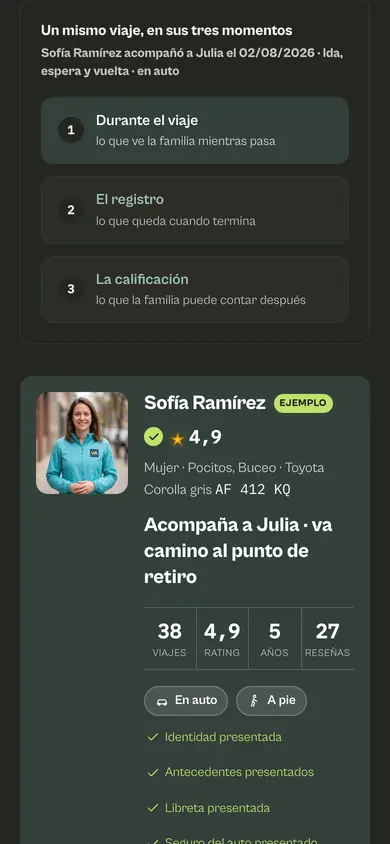 Un mismo viaje, en sus tres momentos
Sofía Ramírez acompañó a Julia el 02/08/2026 · Ida,
espera y vuelta · en auto
1
Durante el viaje
lo que ve la familia mientras pasa
2
El registro
lo que queda cuando termina
3
La calificación
lo que la familia puede contar después
Sofía Ramírez EJEMPLO
4,9
Mujer · Pocitos, Buceo · Toyota
Corolla gris AF 412 KQ
Acompaña a Julia · va
camino al punto de
retiro
38 4,9 5 27
VIAJES RATING AÑOS RESEÑAS
En auto A pie
Identidad presentada
Antecedentes presentados
Libreta presentada
Seguro del auto presentado